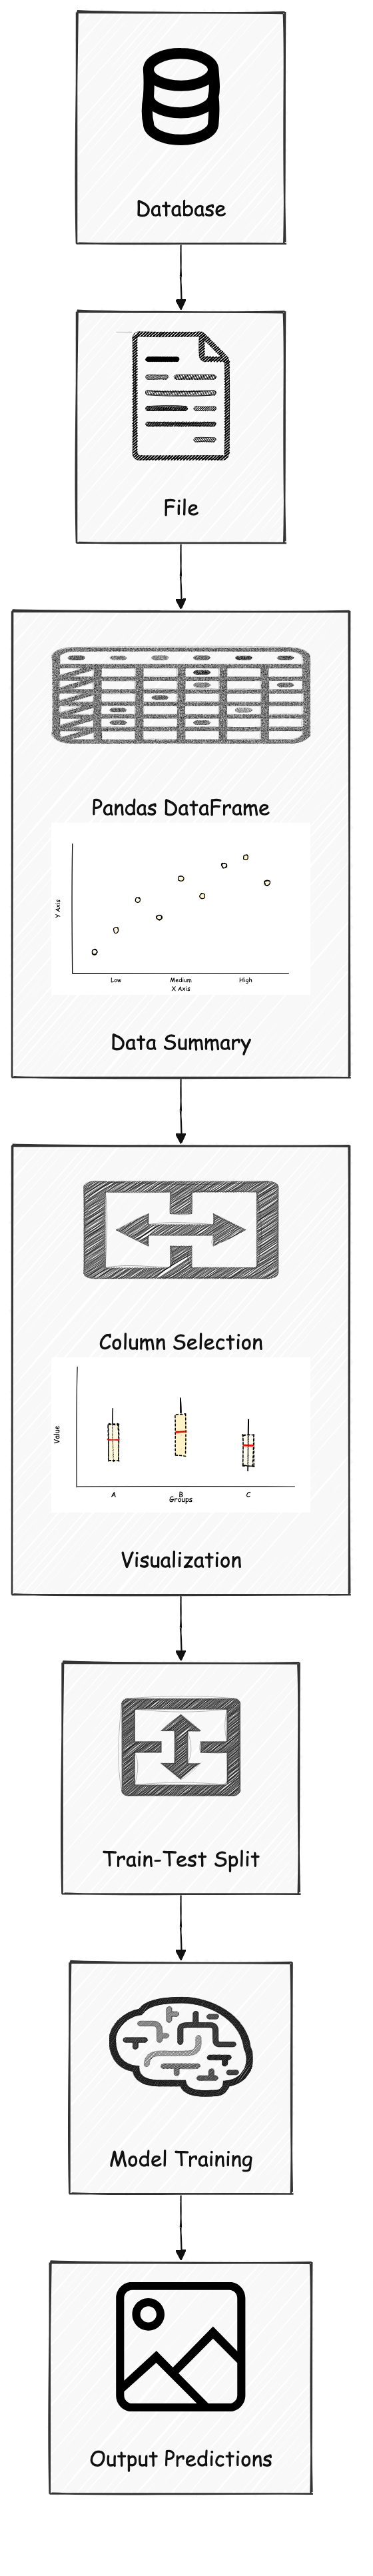 Database
File
Pandas DataFrame
Y Axis
Low Medium High
X Axis
Data Summary
Column Selection
Value
A B C
Groups
Visualization
Train-Test Split
Model Training
Output Predictions